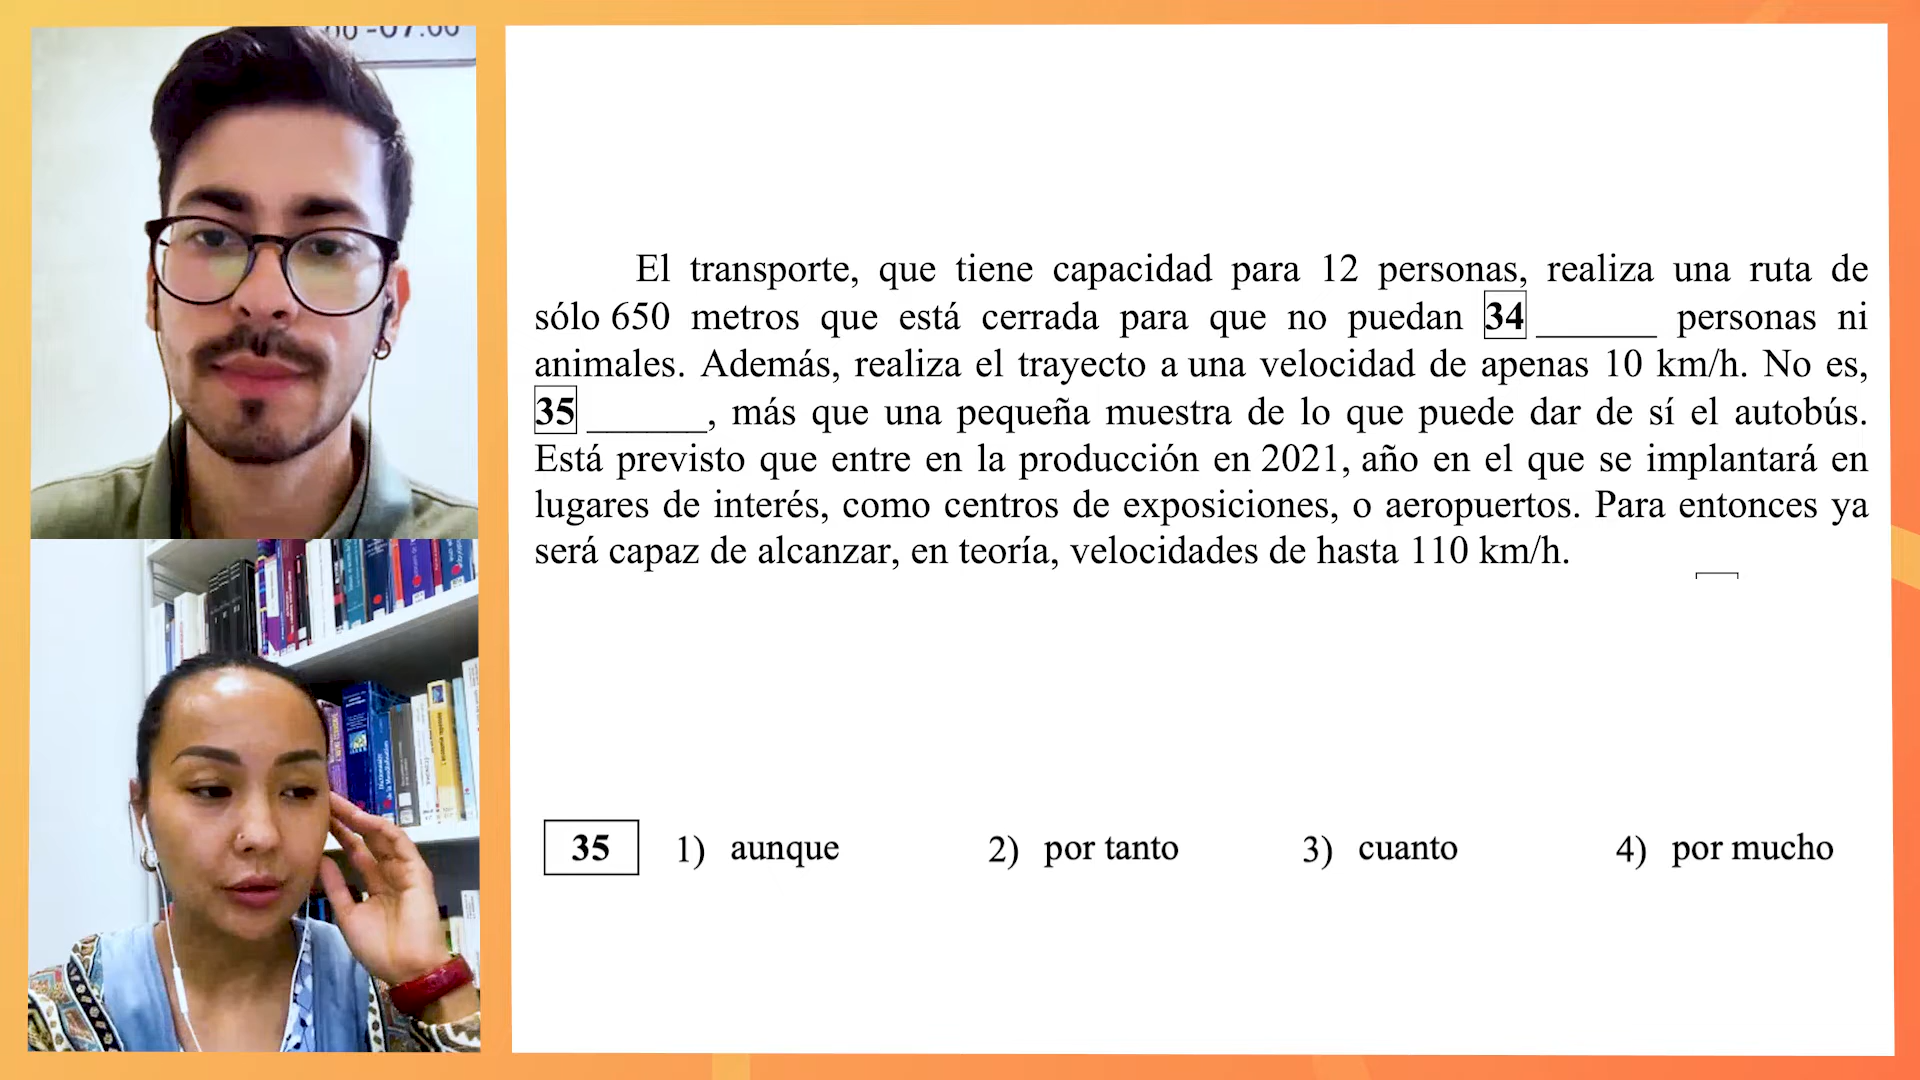 00 -07:00
El transporte, que tiene capacidad para 12 personas, realiza una ruta de
sólo 650 metros que está cerrada para que no puedan 34 ______ personas ni
animales. Además, realiza el trayecto a una velocidad de apenas 10 km/h. No es,
35 ______, más que una pequeña muestra de lo que puede dar de sí el autobús.
Está previsto que entre en la producción en 2021, año en el que se implantará en
lugares de interés, como centros de exposiciones, o aeropuertos. Para entonces ya
será capaz de alcanzar, en teoría, velocidades de hasta 110 km/h.
35 1) aunque 2) por tanto 3) cuanto 4) por mucho